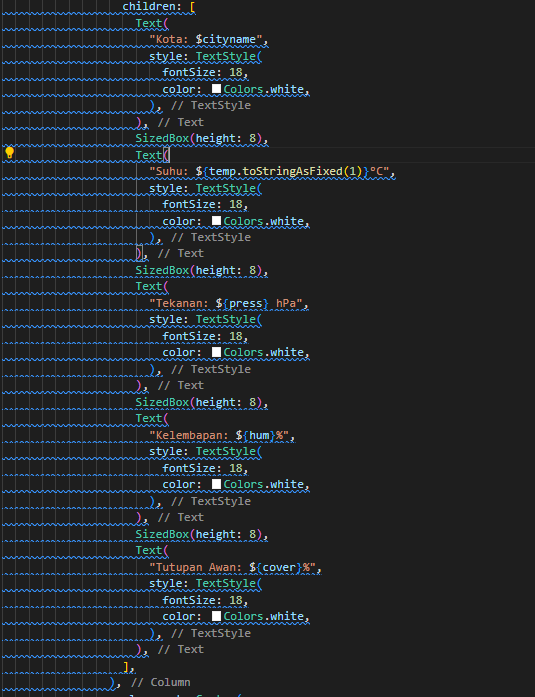 children: [
Text(
"Kota: $cityname",
style: TextStyle(
fontSize: 18,
color: Colors.white,
), // TextStyle
), // Text
SizedBox(height: 8),
Text(
"Suhu: ${temp.toStringAsFixed(1)}°C",
style: TextStyle(
fontSize: 18,
color: Colors.white,
), // TextStyle
), // Text
SizedBox(height: 8),
Text(
"Tekanan: ${press} hPa",
style: TextStyle(
fontSize: 18,
color: Colors.white,
), // TextStyle
), // Text
SizedBox(height: 8),
Text(
"Kelembapan: ${hum}%",
style: TextStyle(
fontSize: 18,
color: Colors.white,
), // TextStyle
), // Text
SizedBox(height: 8),
Text(
"Tutupan Awan: ${cover}%",
style: TextStyle(
fontSize: 18,
color: Colors.white,
), // TextStyle
), // Text
],
), // Column